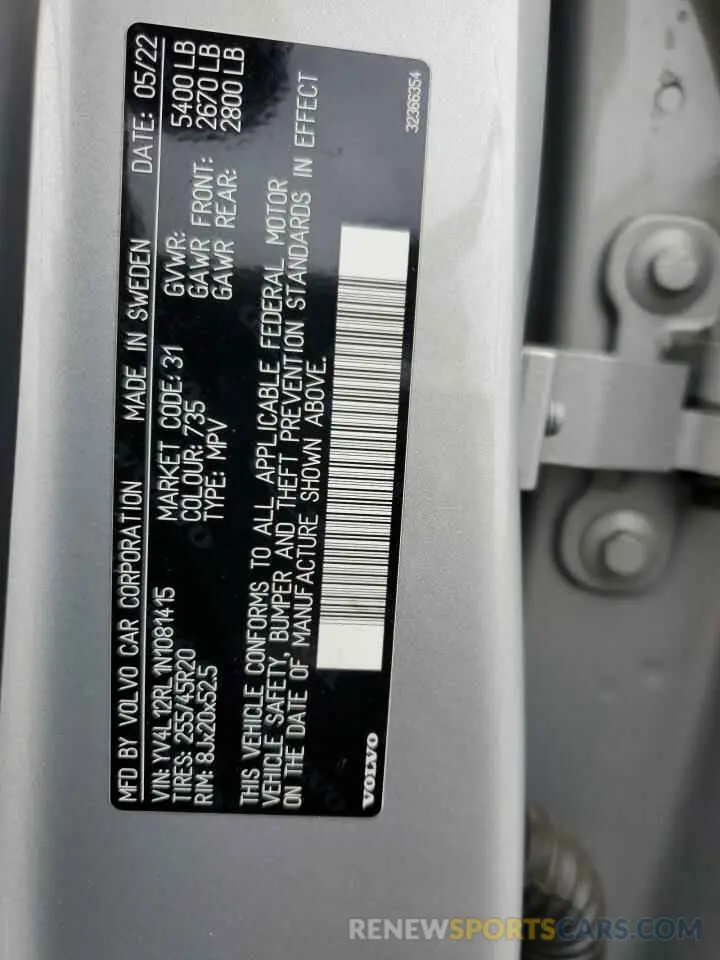 MFD BY VOLVO CAR CORPORATION MADE IN SWEDEN DATE: 05/22
VIN: YV4L12RL1N1081415
TIRES: 255/45R20
RIM: 8Jx20x52.5
MARKET CODE: 31
COLOUR: 735
TYPE: MPV
GVWR: 5400 LB
GAWR FRONT: 2670 LB
GAWR REAR: 2800 LB
THIS VEHICLE CONFORMS TO ALL APPLICABLE FEDERAL MOTOR
VEHICLE SAFETY, BUMPER AND THEFT PREVENTION STANDARDS IN EFFECT
ON THE DATE OF MANUFACTURE SHOWN ABOVE.
VOLVO
32366354
RENEWSPORTSCARS.COM